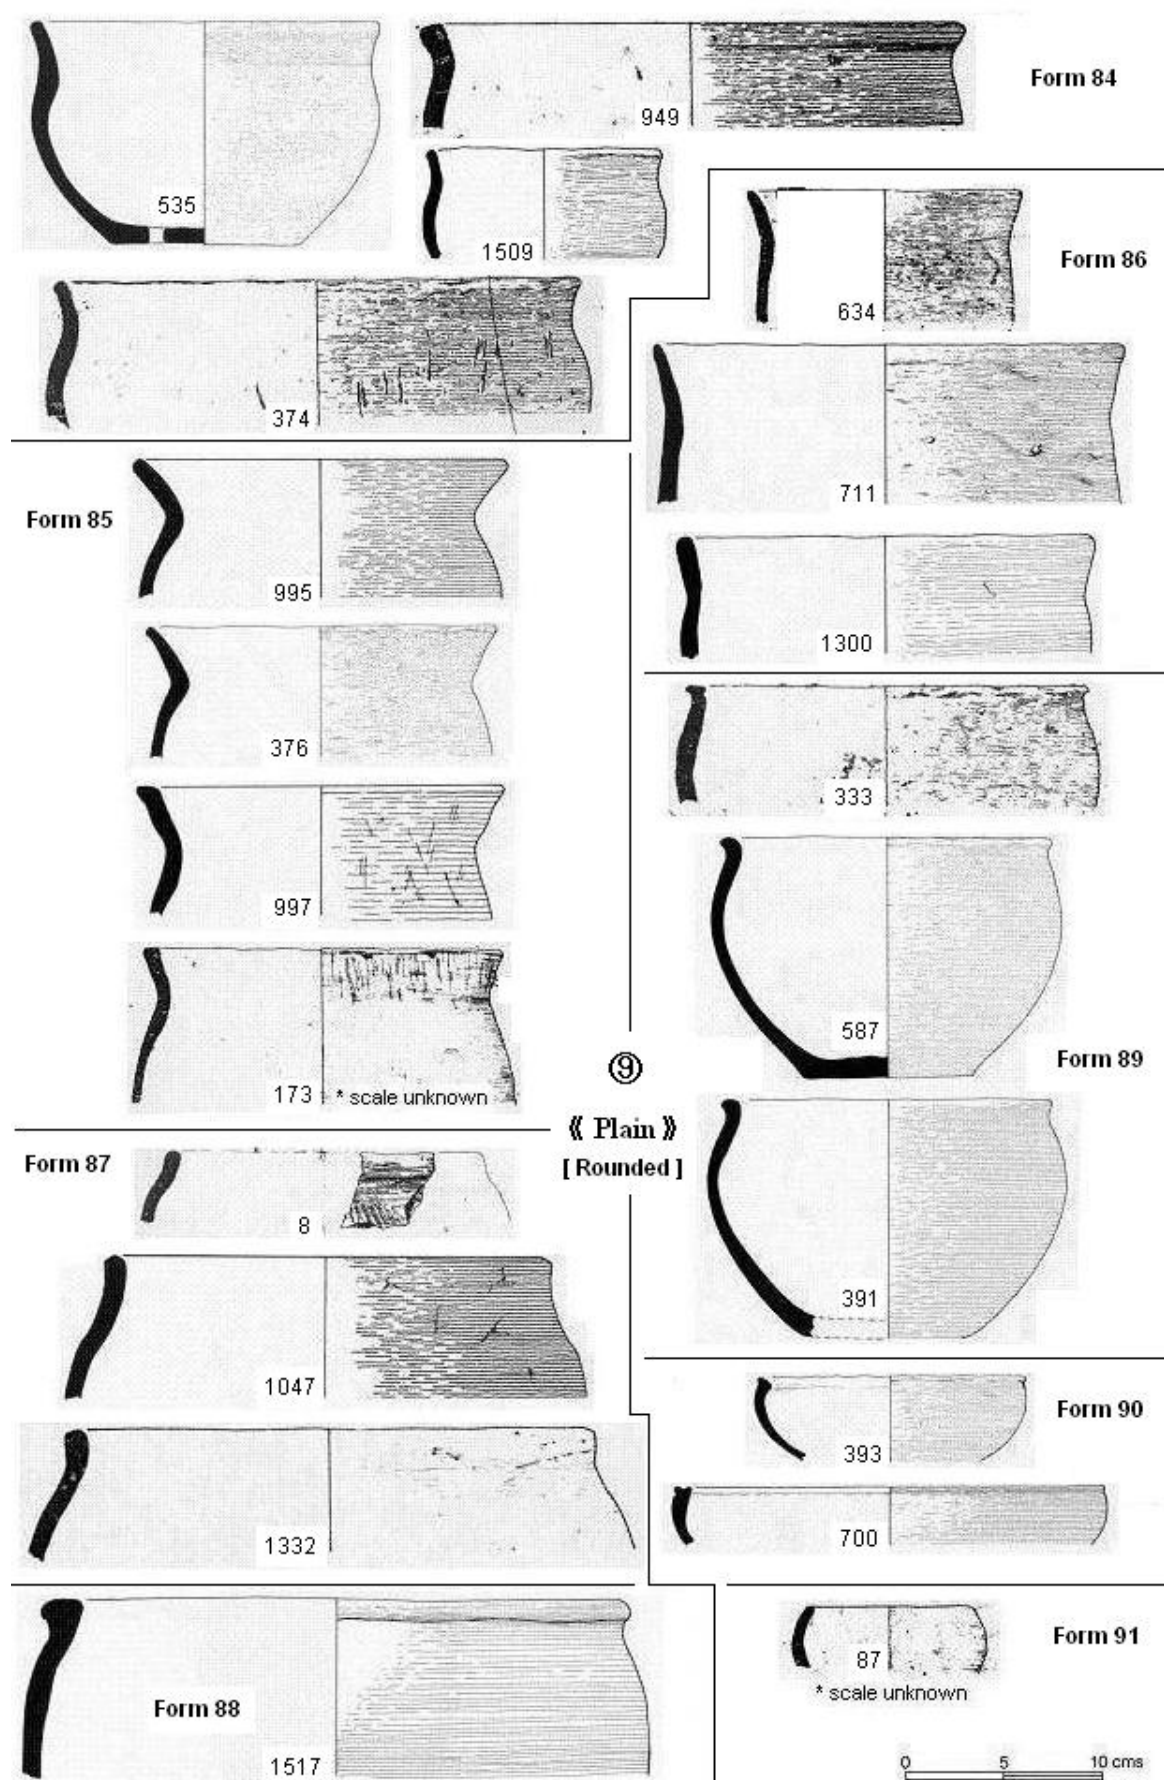 535
949
Form 84
1509
374
634
Form 86
711
1300
Form 85
995
376
997
173 * scale unknown
333
587
Form 89
391
⑨
⟪ Plain ⟫
[ Rounded ]
Form 87
8
1047
1332
393
Form 90
700
Form 88
1517
87
Form 91
* scale unknown
0 5 10 cms